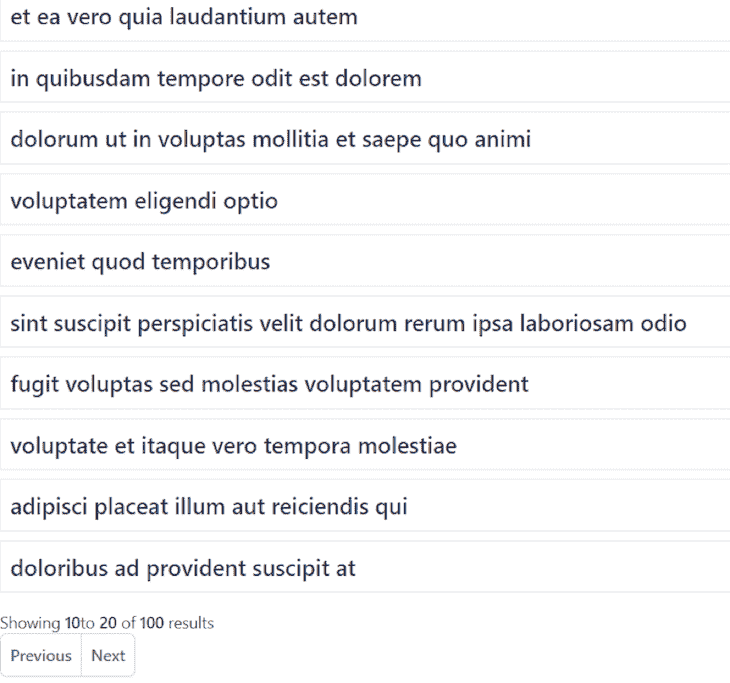 et ea vero quia laudantium autem
in quibusdam tempore odit est dolorem
dolorum ut in voluptas mollitia et saepe quo animi
voluptatem eligendi optio
eveniet quod temporibus
sint suscipit perspiciatis velit dolorum rerum ipsa laboriosam odio
fugit voluptas sed molestias voluptatem provident
voluptate et itaque vero tempora molestiae
adipisci placeat illum aut reiciendis qui
doloribus ad provident suscipit at
Showing 10to 20 of 100 results
Previous Next